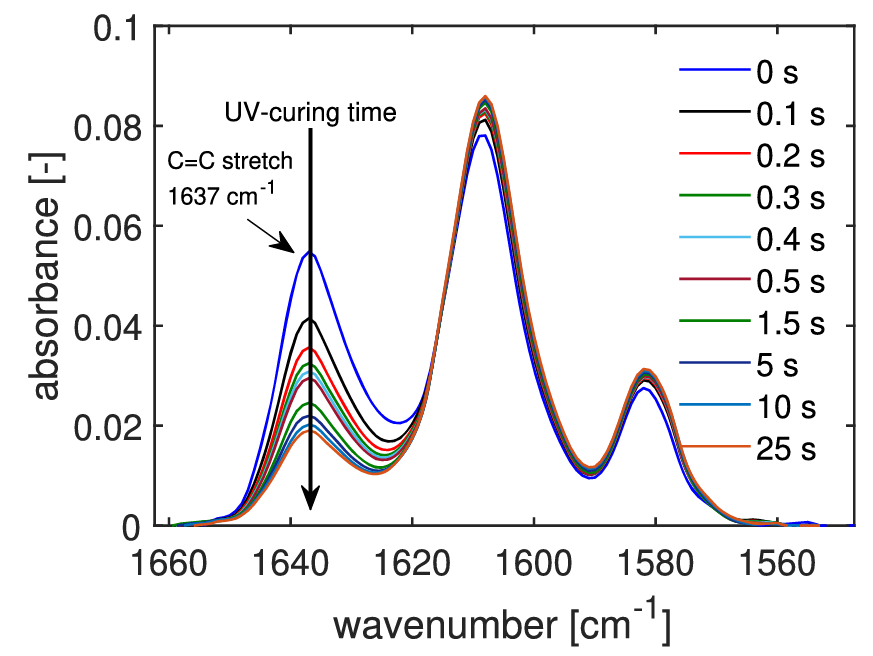 0.1
0.08
0.06
0.04
0.02
0
absorbance [-]
UV-curing time
C=C stretch
1637 cm⁻¹
0 s
0.1 s
0.2 s
0.3 s
0.4 s
0.5 s
1.5 s
5 s
10 s
25 s
1660 1640 1620 1600 1580 1560
wavenumber [cm⁻¹]